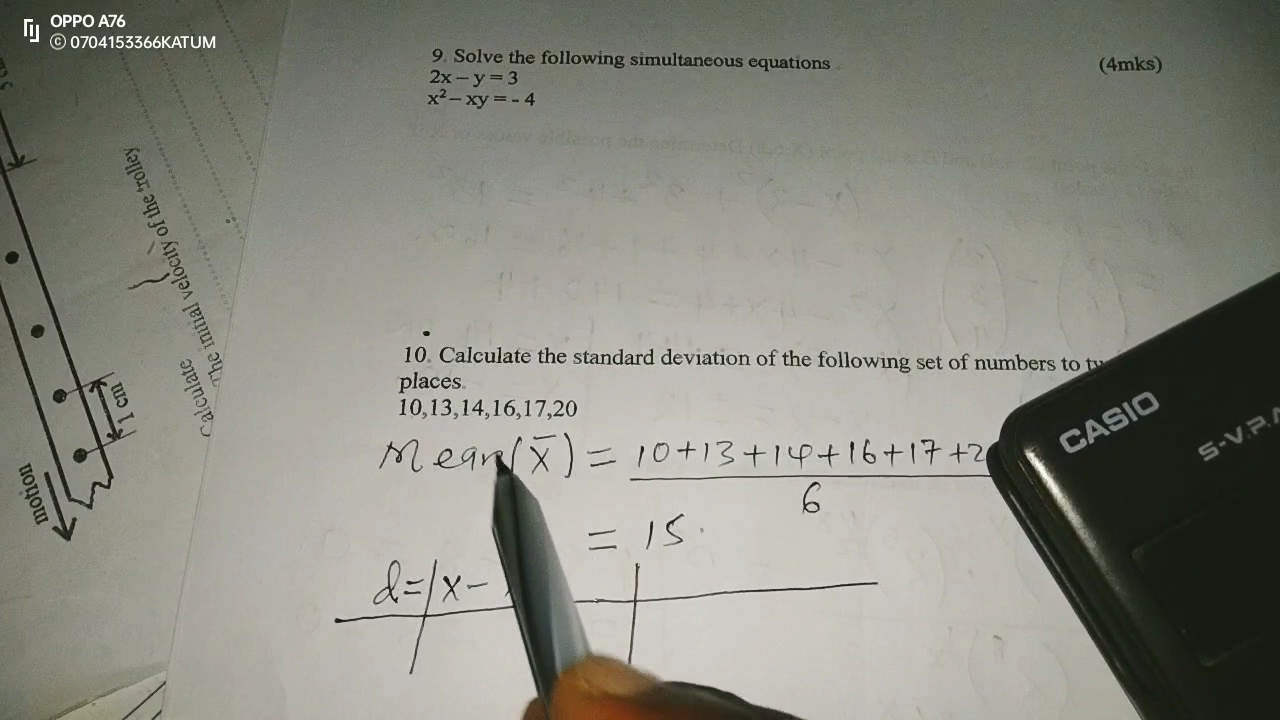 OPPO A76
© 0704153366KATUM
9. Solve the following simultaneous equations (4mks)
2x – y = 3
x² – xy = - 4
10. Calculate the standard deviation of the following set of numbers to
places.
10,13,14,16,17,20
Mean(x̄) = 10+13+14+16+17+2
6
= 15.
d=|x-
CASIO
S-V.P.A
Calculate
The initial velocity of the trolley
1 cm
motion